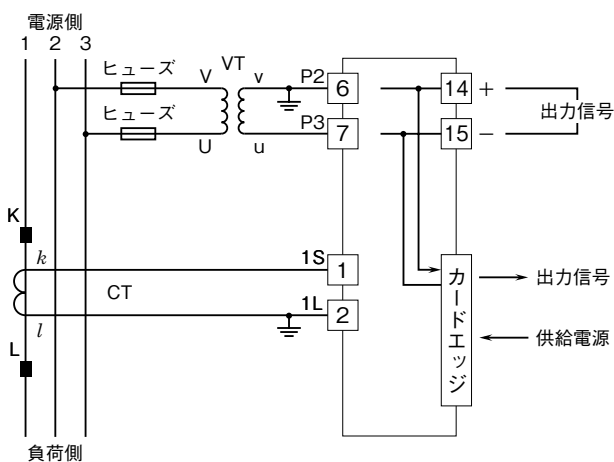 電源側
1 2 3
ヒューズ V VT v P2 6 14 +
ヒューズ U u P3 7 15 − 出力信号
K
k 1S 1
CT
l 1L 2
L
カードエッジ
出力信号
供給電源
負荷側